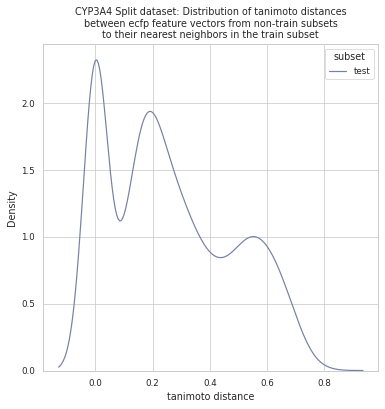 CYP3A4 Split dataset: Distribution of tanimoto distances
between ecfp feature vectors from non-train subsets
to their nearest neighbors in the train subset
subset
test
2.0
1.5
1.0
0.5
0.0
Density
0.0 0.2 0.4 0.6 0.8
tanimoto distance